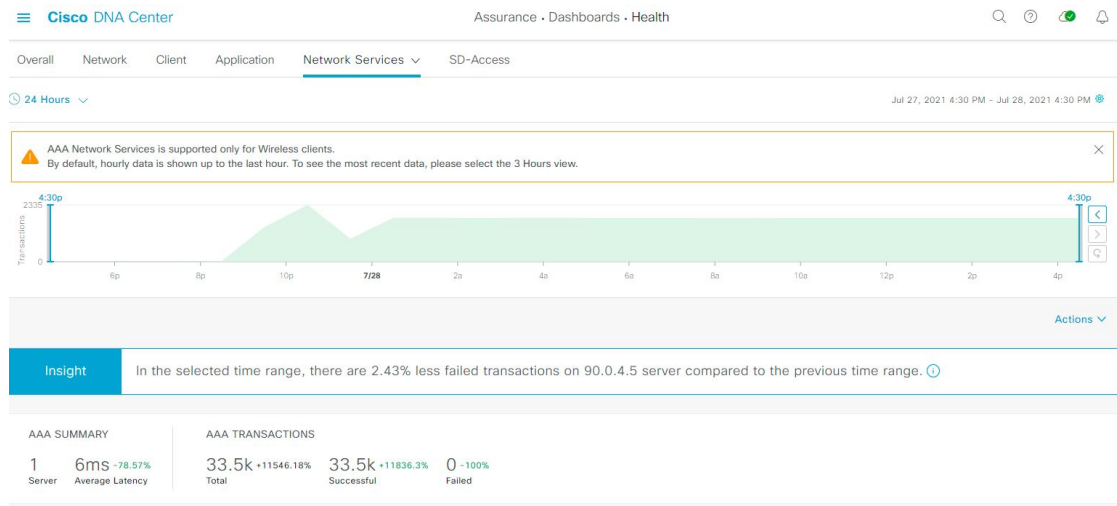 Cisco DNA Center
Assurance • Dashboards • Health
Overall Network Client Application Network Services SD-Access
24 Hours
Jul 27, 2021 4:30 PM - Jul 28, 2021 4:30 PM
AAA Network Services is supported only for Wireless clients.
By default, hourly data is shown up to the last hour. To see the most recent data, please select the 3 Hours view.
4:30p 4:30p
2335
Transactions
0
6p 8p 10p 7/28 2a 4a 6a 8a 10a 12p 2p 4p
Actions
Insight
In the selected time range, there are 2.43% less failed transactions on 90.0.4.5 server compared to the previous time range.
AAA SUMMARY AAA TRANSACTIONS
1 6ms -78.57% 33.5k +11546.18% 33.5k +11836.3% 0 -100%
Server Average Latency Total Successful Failed